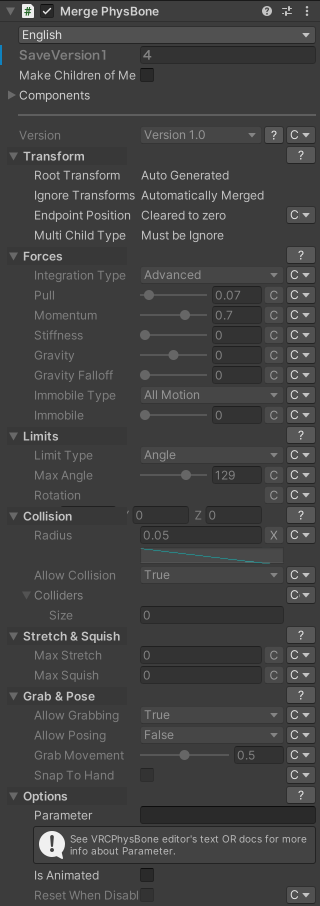 Merge PhysBone
English
SaveVersion1 4
Make Children of Me
Components
Version Version 1.0 ? C
Transform ?
Root Transform Auto Generated
Ignore Transforms Automatically Merged
Endpoint Position Cleared to zero C
Multi Child Type Must be Ignore
Forces ?
Integration Type Advanced C
Pull 0.07 C C
Momentum 0.7 C C
Stiffness 0 C C
Gravity 0 C C
Gravity Falloff 0 C C
Immobile Type All Motion C
Immobile 0 C C
Limits ?
Limit Type Angle C
Max Angle 129 C C
Rotation C C
Collision 0 Z 0 ?
Radius 0.05 X C
Allow Collision True C
Colliders C
Size 0
Stretch & Squish ?
Max Stretch 0 C C
Max Squish 0 C C
Grab & Pose ?
Allow Grabbing True C
Allow Posing False C
Grab Movement 0.5 C
Snap To Hand C
Options ?
Parameter
See VRCPhysBone editor's text OR docs for more
info about Parameter.
Is Animated
Reset When Disabl C